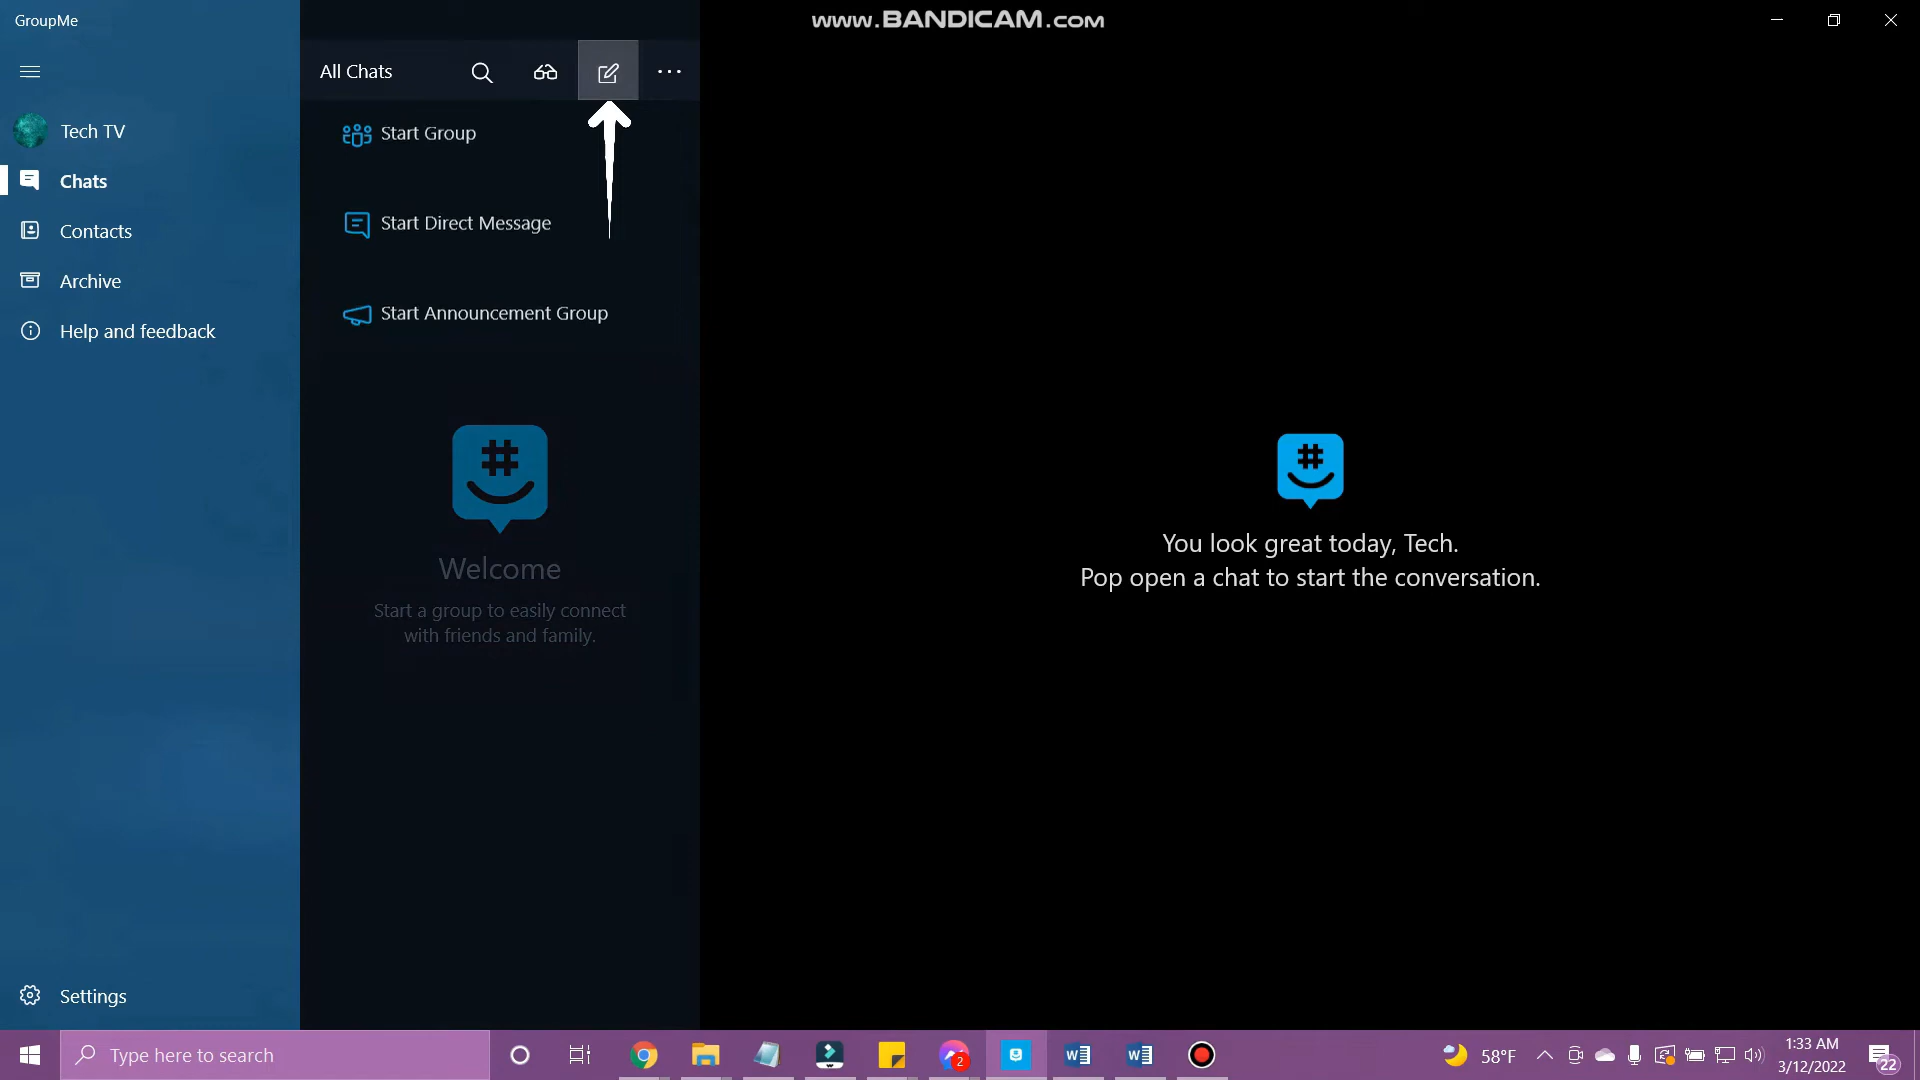 GroupMe
www.BANDICAM.com
All Chats
Tech TV
Chats
Contacts
Archive
Help and feedback
Settings
Start Group
Start Direct Message
Start Announcement Group
Welcome
Start a group to easily connect
with friends and family.
You look great today, Tech.
Pop open a chat to start the conversation.
Type here to search
2
58°F
1:33 AM
3/12/2022
22